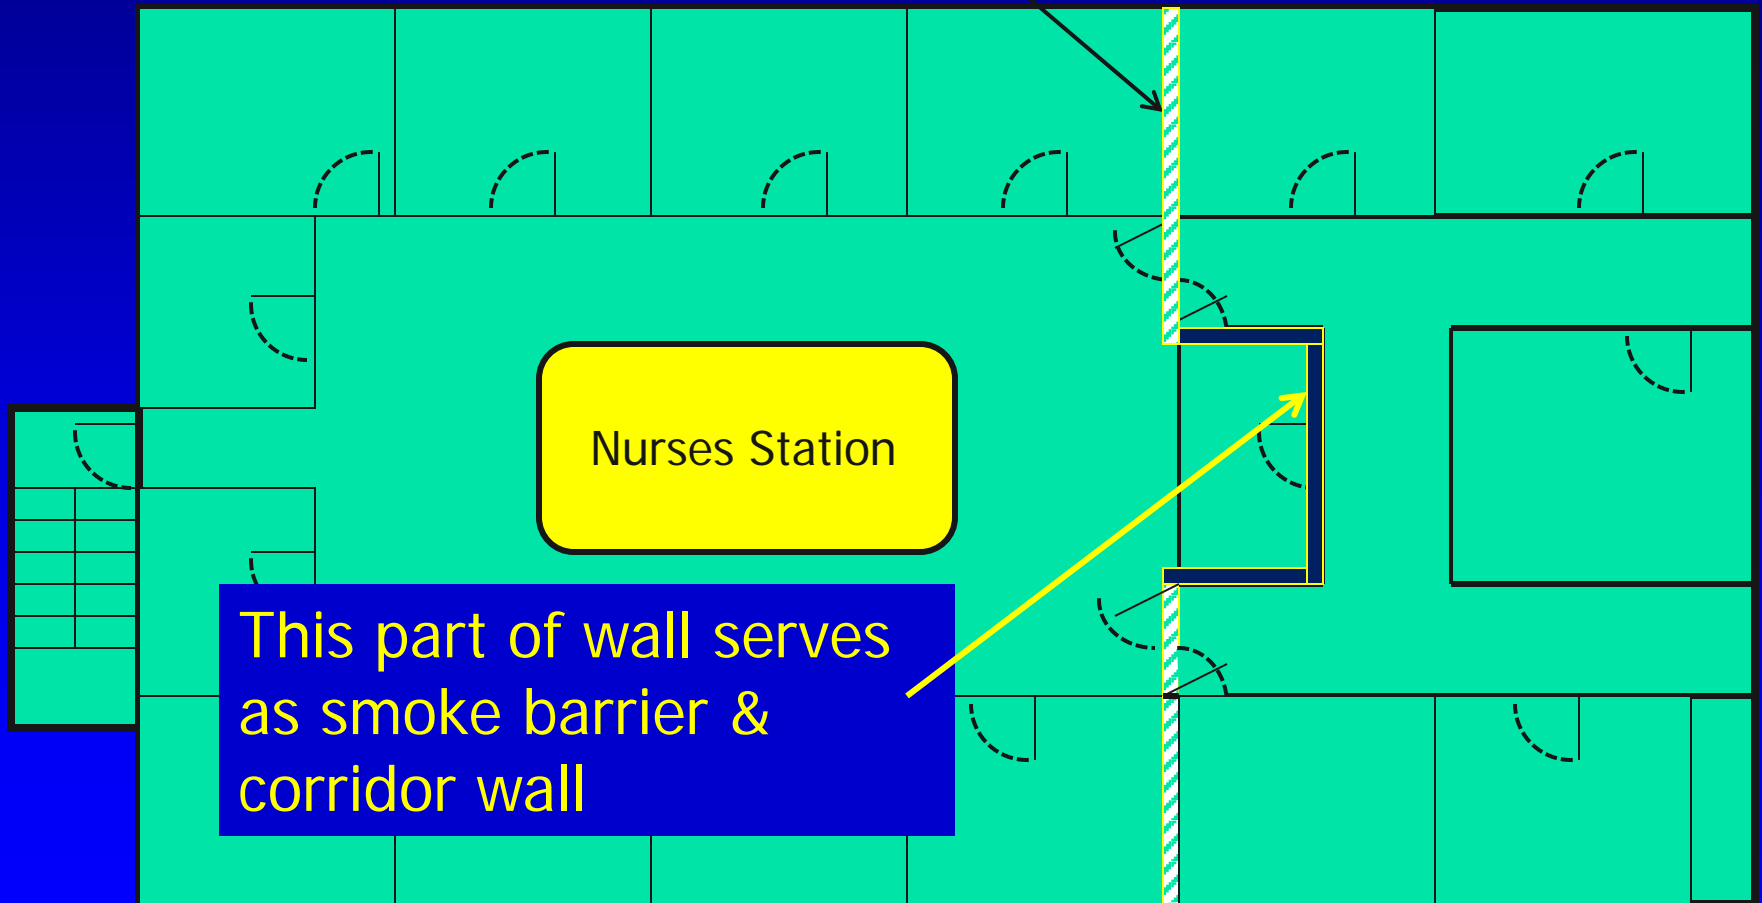 Nurses Station
This part of wall serves
as smoke barrier &
corridor wall